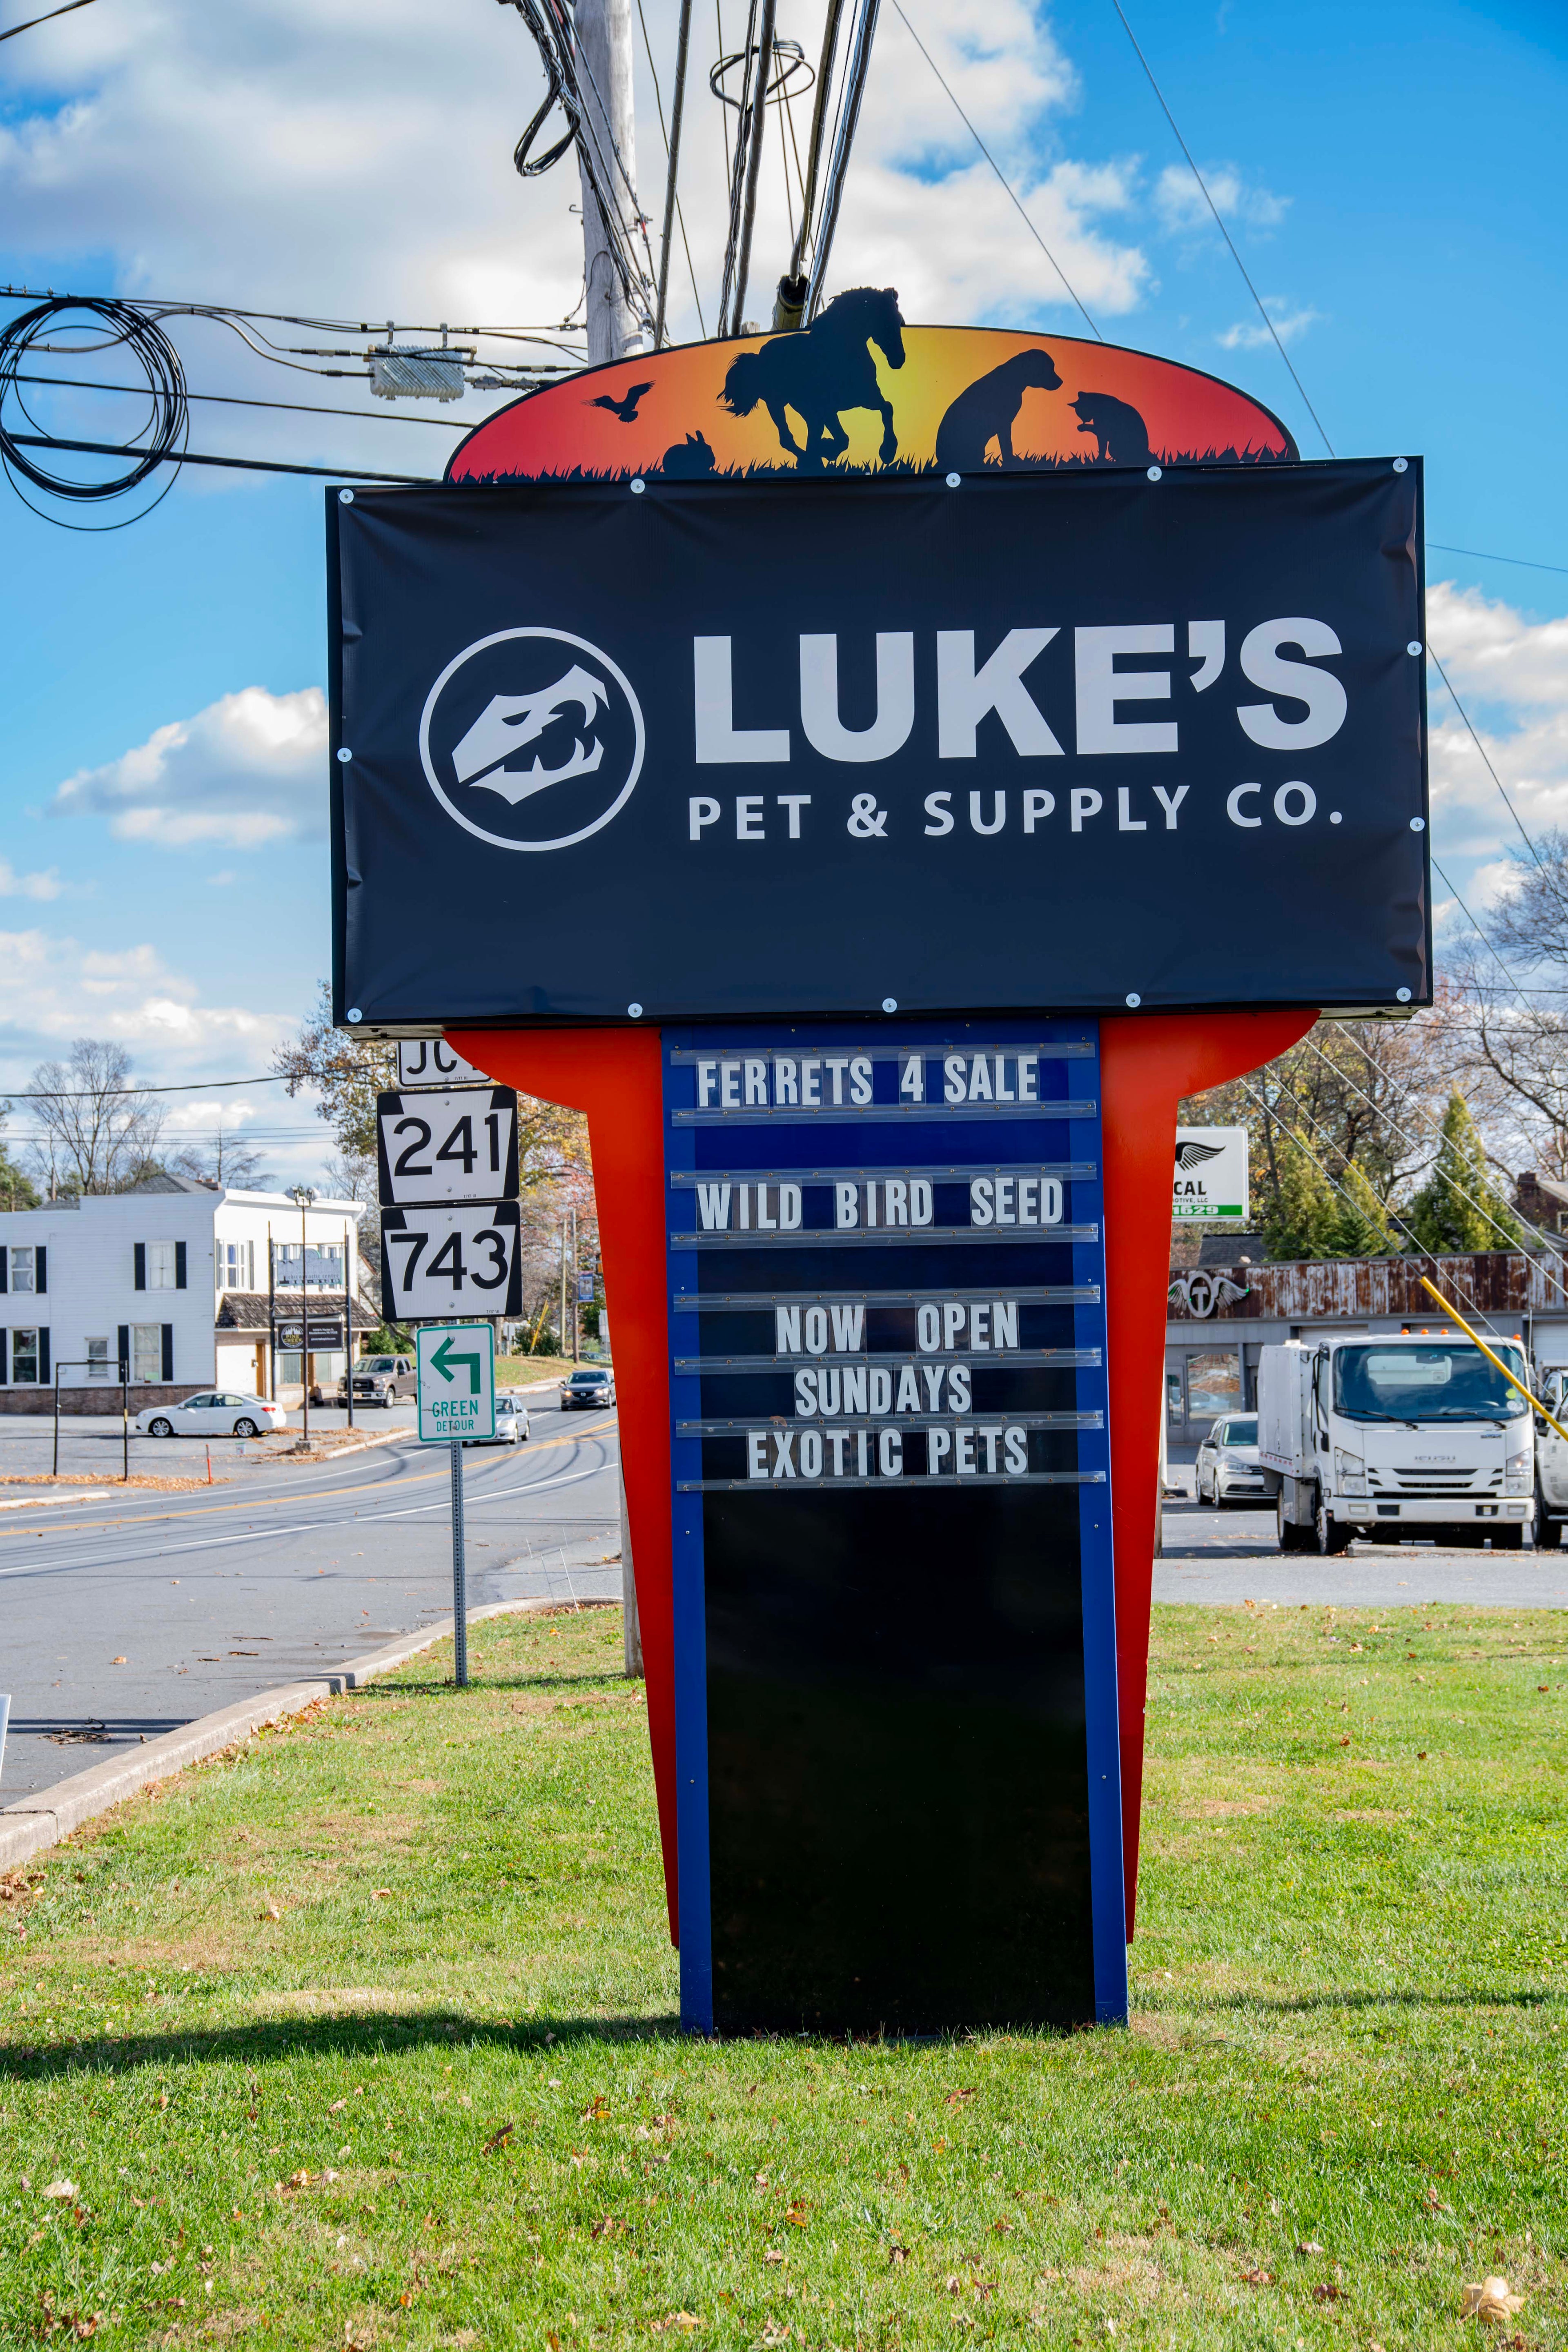 LUKE'S
PET & SUPPLY CO.
FERRETS 4 SALE
WILD BIRD SEED
NOW OPEN
SUNDAYS
EXOTIC PETS
241
743
GREEN
DETOUR
ISUZU